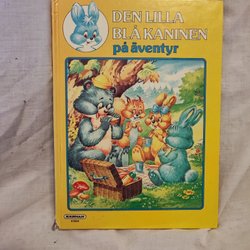 DEN LILLA
BLÅ KANINEN
på äventyr